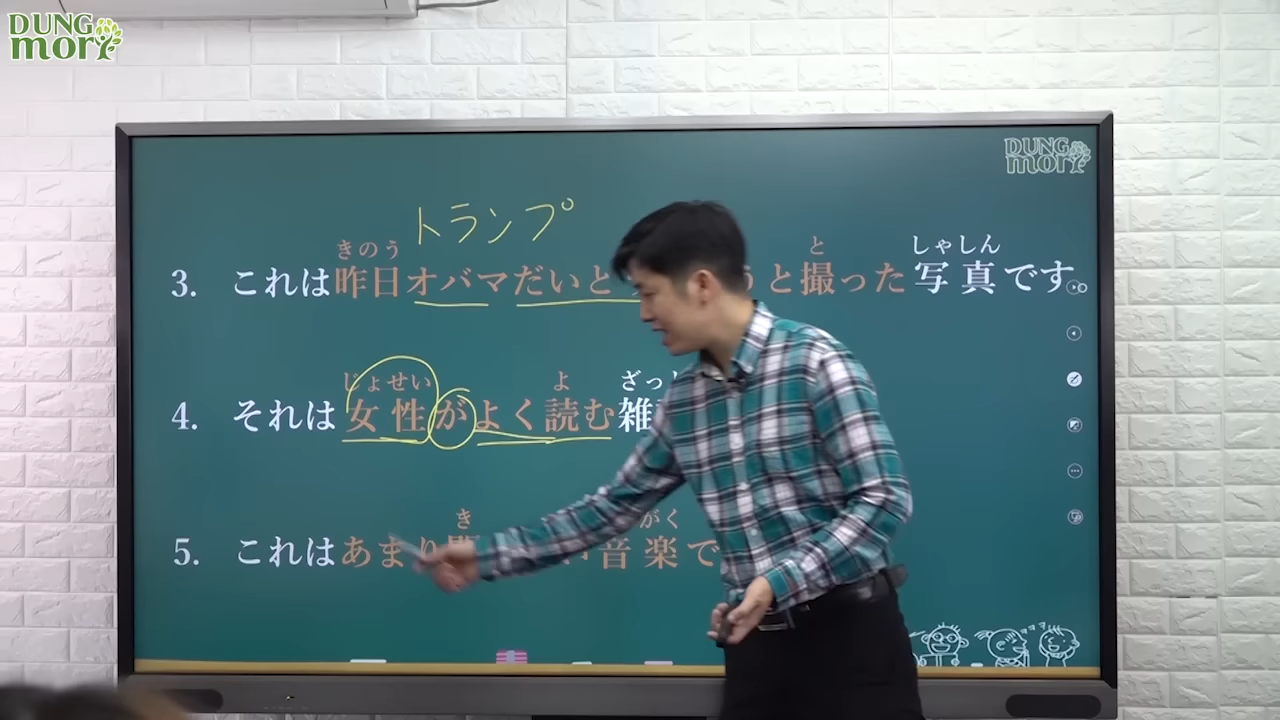 DUNG
mori
DUNG
mori
トランプ
きのう と しゃしん
3. これは昨日オバマだいと うと撮った写真です
じょせい よ ざっ
4. それは女性がよく読む雑
き がく
5. これはあまり 音楽で